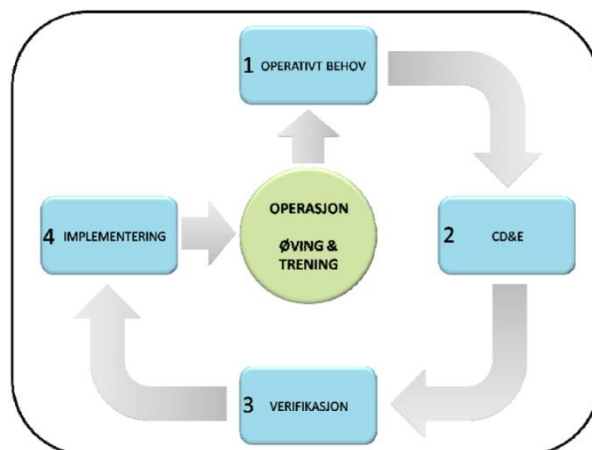 1 OPERATIVT BEHOV
2 CD&E
3 VERIFIKASJON
4 IMPLEMENTERING
OPERASJON
ØVING &
TRENING